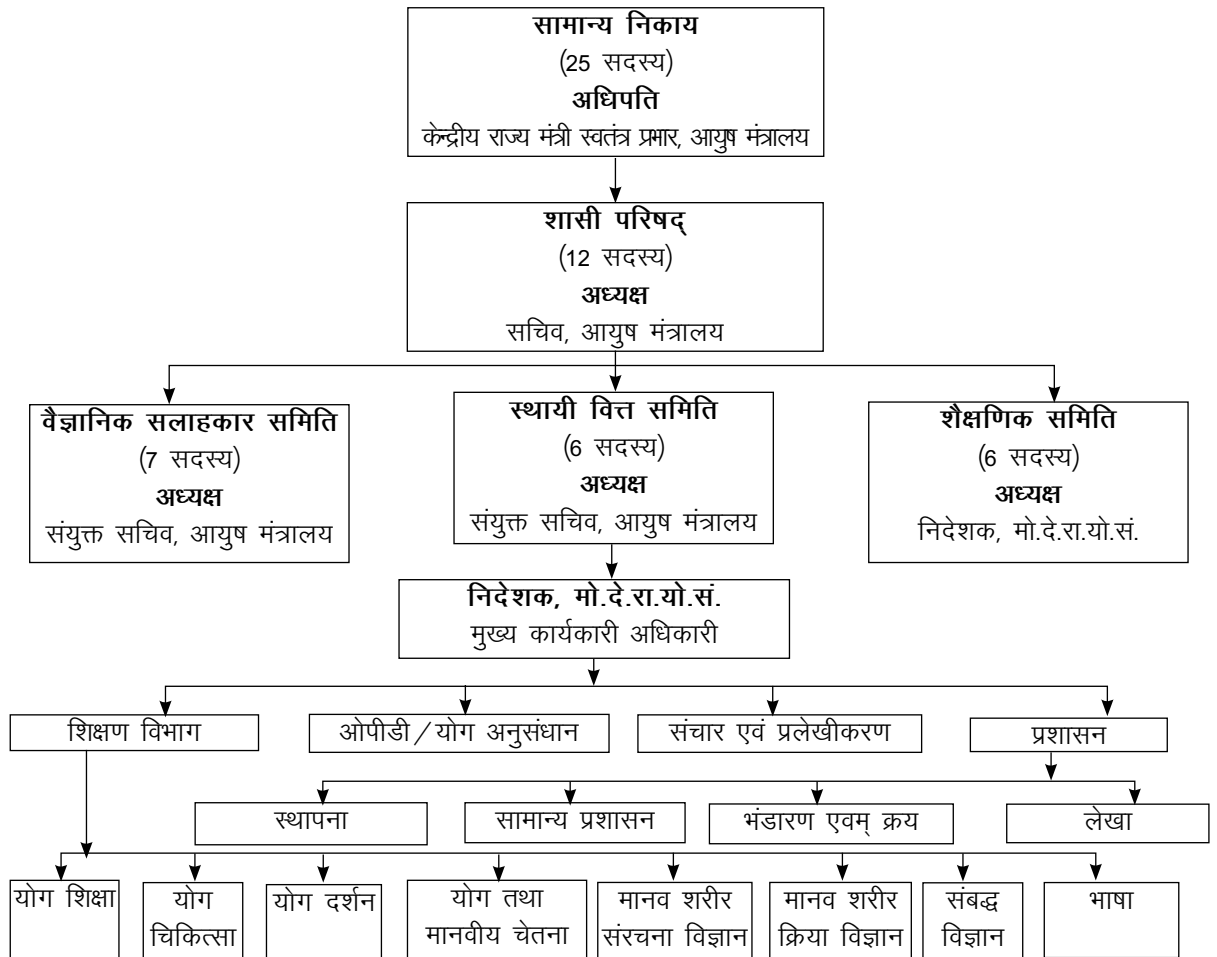 सामान्य निकाय
(25 सदस्य)
अधिपति
केन्द्रीय राज्य मंत्री स्वतंत्र प्रभार, आयुष मंत्रालय
शासी परिषद्
(12 सदस्य)
अध्यक्ष
सचिव, आयुष मंत्रालय
वैज्ञानिक सलाहकार समिति
(7 सदस्य)
अध्यक्ष
संयुक्त सचिव, आयुष मंत्रालय
स्थायी वित्त समिति
(6 सदस्य)
अध्यक्ष
संयुक्त सचिव, आयुष मंत्रालय
शैक्षणिक समिति
(6 सदस्य)
अध्यक्ष
निदेशक, मो.दे.रा.यो.सं.
निदेशक, मो.दे.रा.यो.सं.
मुख्य कार्यकारी अधिकारी
शिक्षण विभाग
ओपीडी/योग अनुसंधान
संचार एवं प्रलेखीकरण
प्रशासन
स्थापना
सामान्य प्रशासन
भंडारण एवम् क्रय
लेखा
योग शिक्षा
योग
चिकित्सा
योग दर्शन
योग तथा
मानवीय चेतना
मानव शरीर
संरचना विज्ञान
मानव शरीर
क्रिया विज्ञान
संबद्ध
विज्ञान
भाषा